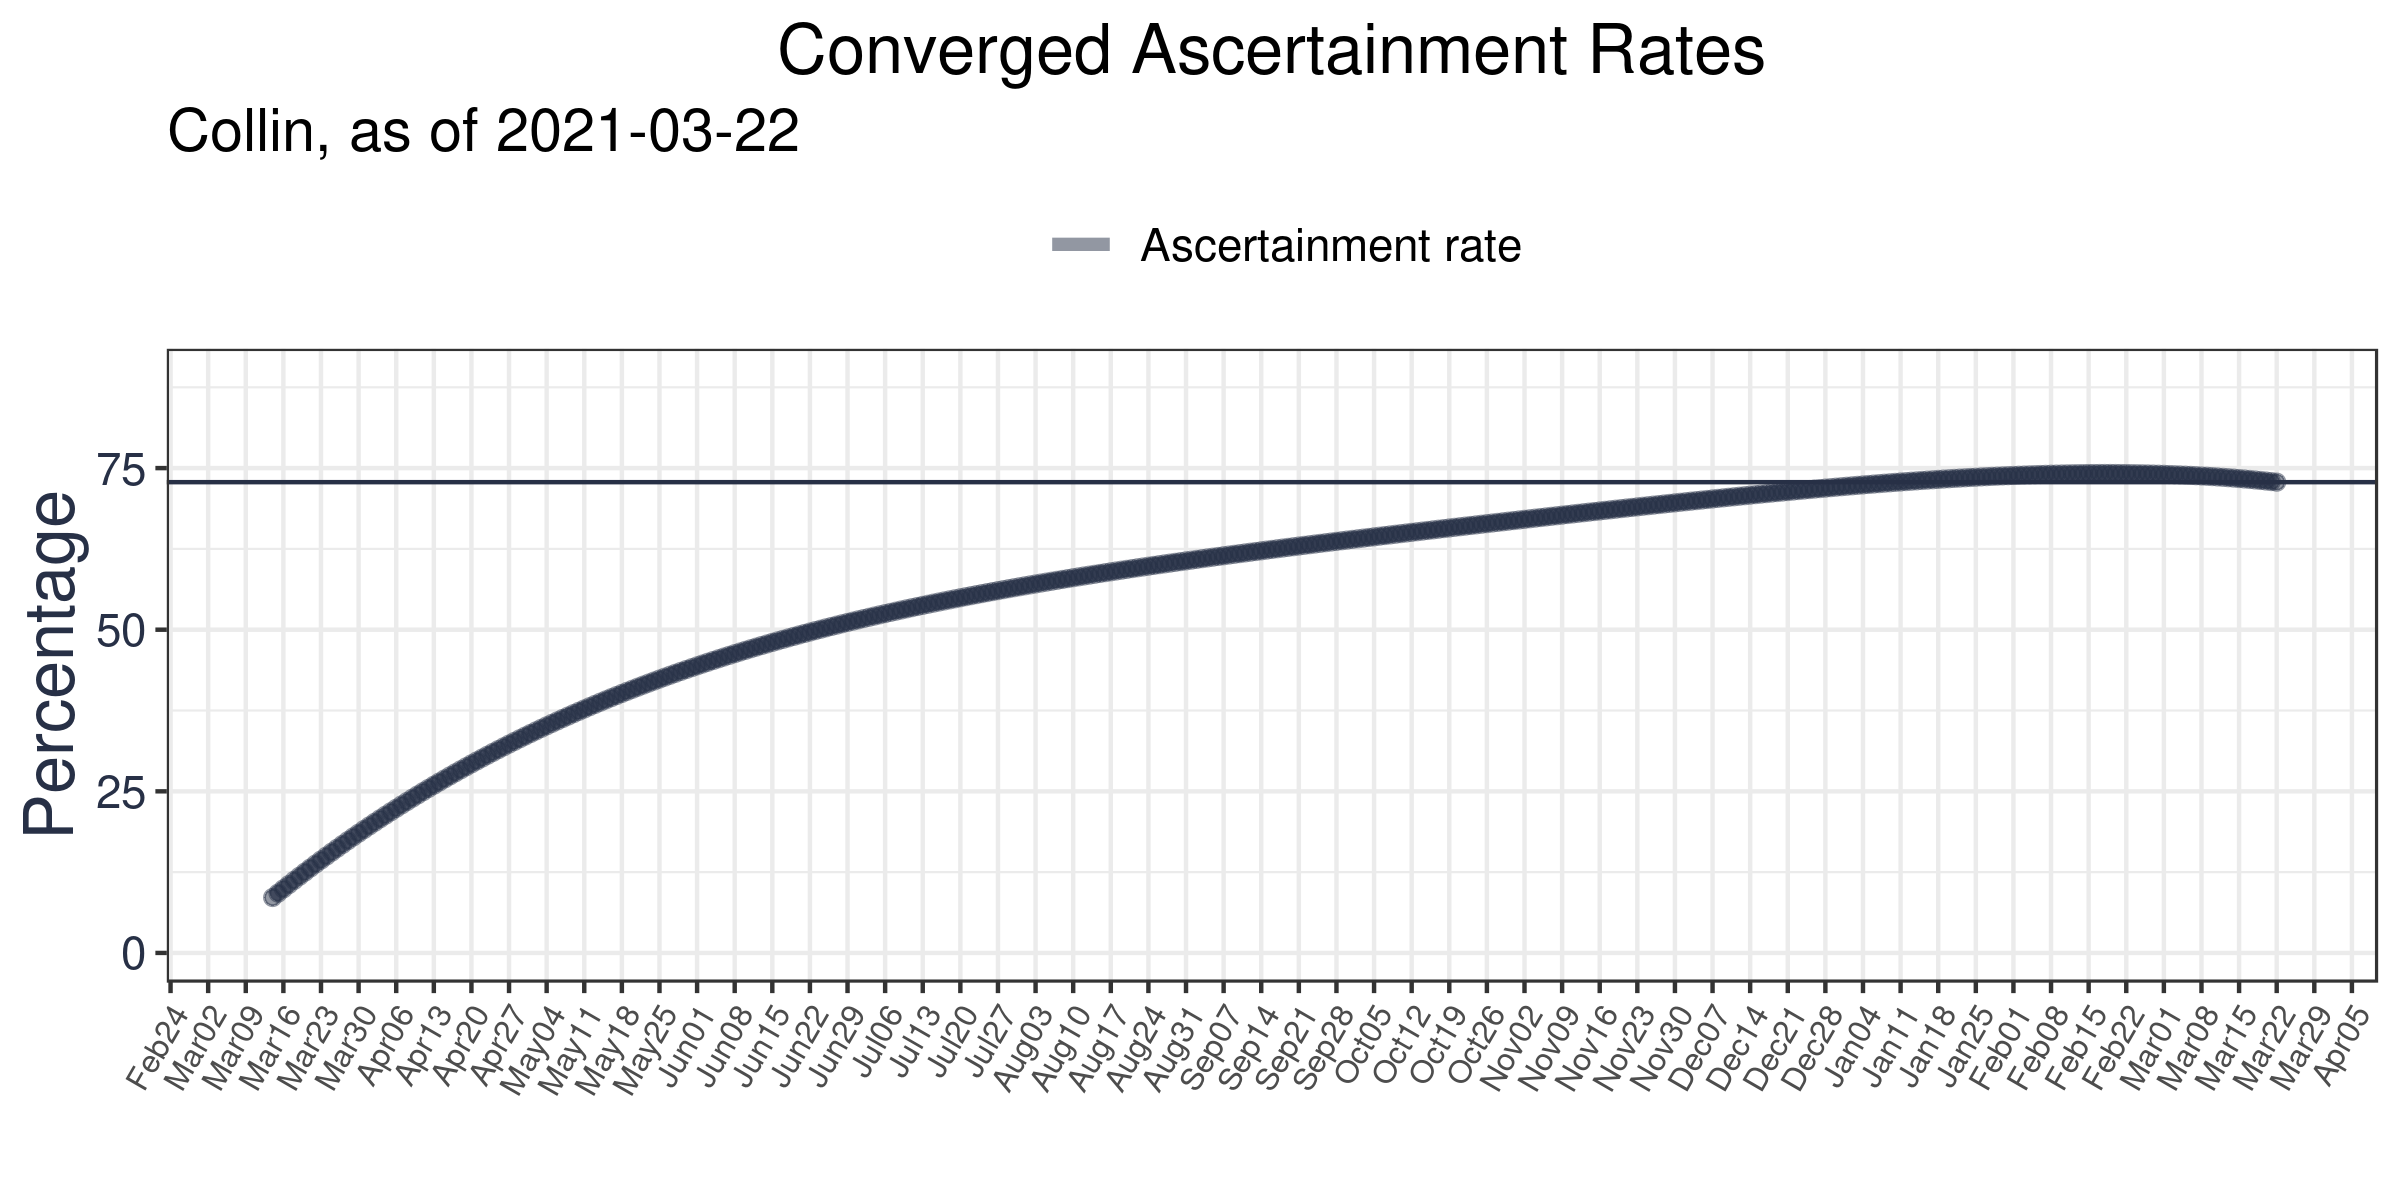 Converged Ascertainment Rates
Collin, as of 2021-03-22
Ascertainment rate
Percentage
75
50
25
0
Feb24 Mar02 Mar09 Mar16 Mar23 Mar30 Apr06 Apr13 Apr20 Apr27 May04 May11 May18 May25 Jun01 Jun08 Jun15 Jun22 Jun29 Jul06 Jul13 Jul20 Jul27 Aug03 Aug10 Aug17 Aug24 Aug31 Sep07 Sep14 Sep21 Sep28 Oct05 Oct12 Oct19 Oct26 Nov02 Nov09 Nov16 Nov23 Nov30 Dec07 Dec14 Dec21 Dec28 Jan04 Jan11 Jan18 Jan25 Feb01 Feb08 Feb15 Feb22 Mar01 Mar08 Mar15 Mar22 Mar29 Apr05